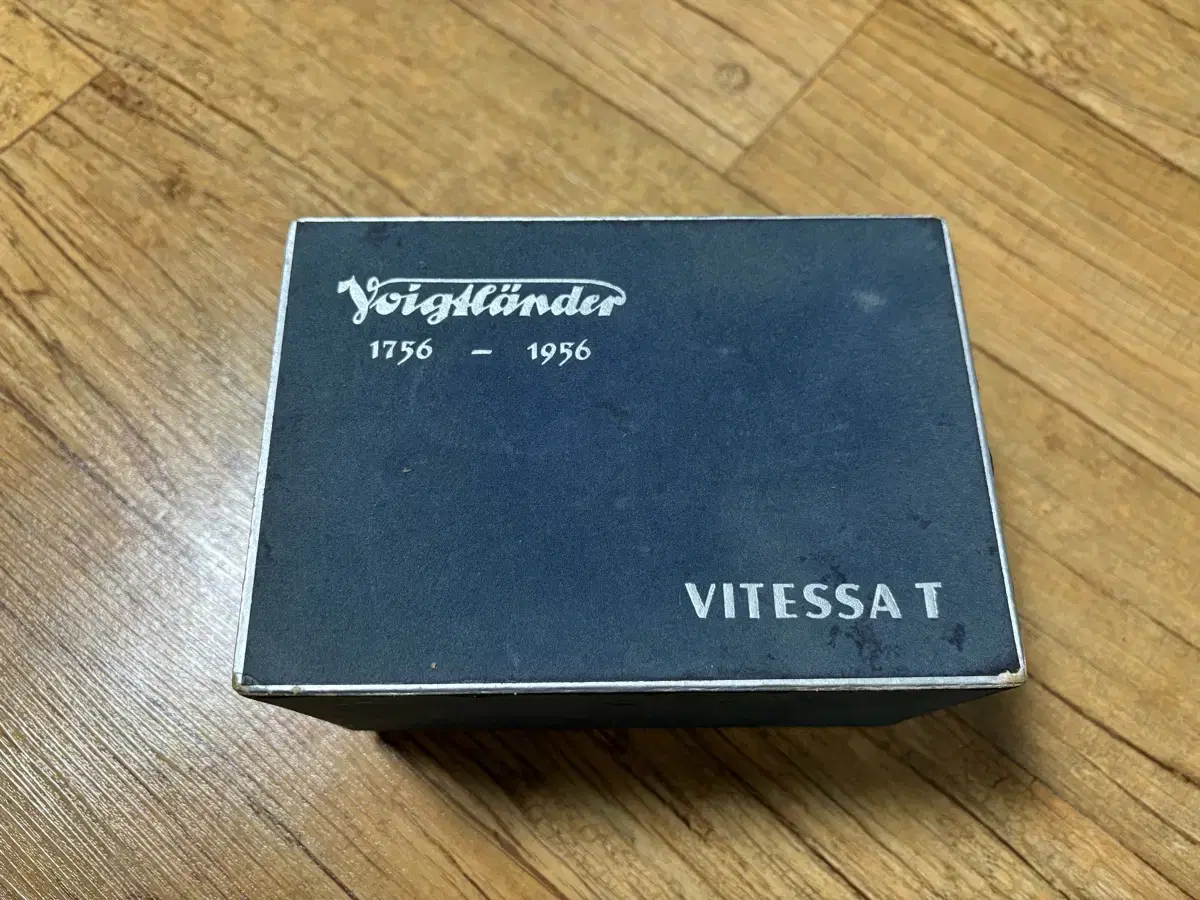 Voigtländer
1756 - 1956
VITESSA T